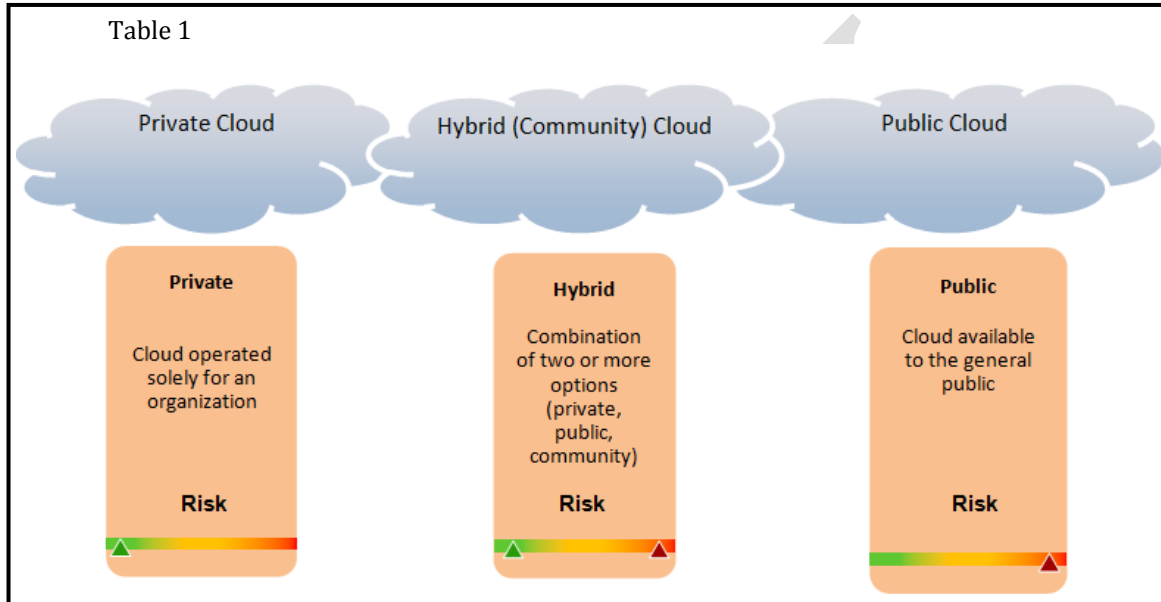 Table 1
Private Cloud
Hybrid (Community) Cloud
Public Cloud
Private
Cloud operated
solely for an
organization
Risk
Hybrid
Combination
of two or more
options
(private,
public,
community)
Risk
Public
Cloud available
to the general
public
Risk